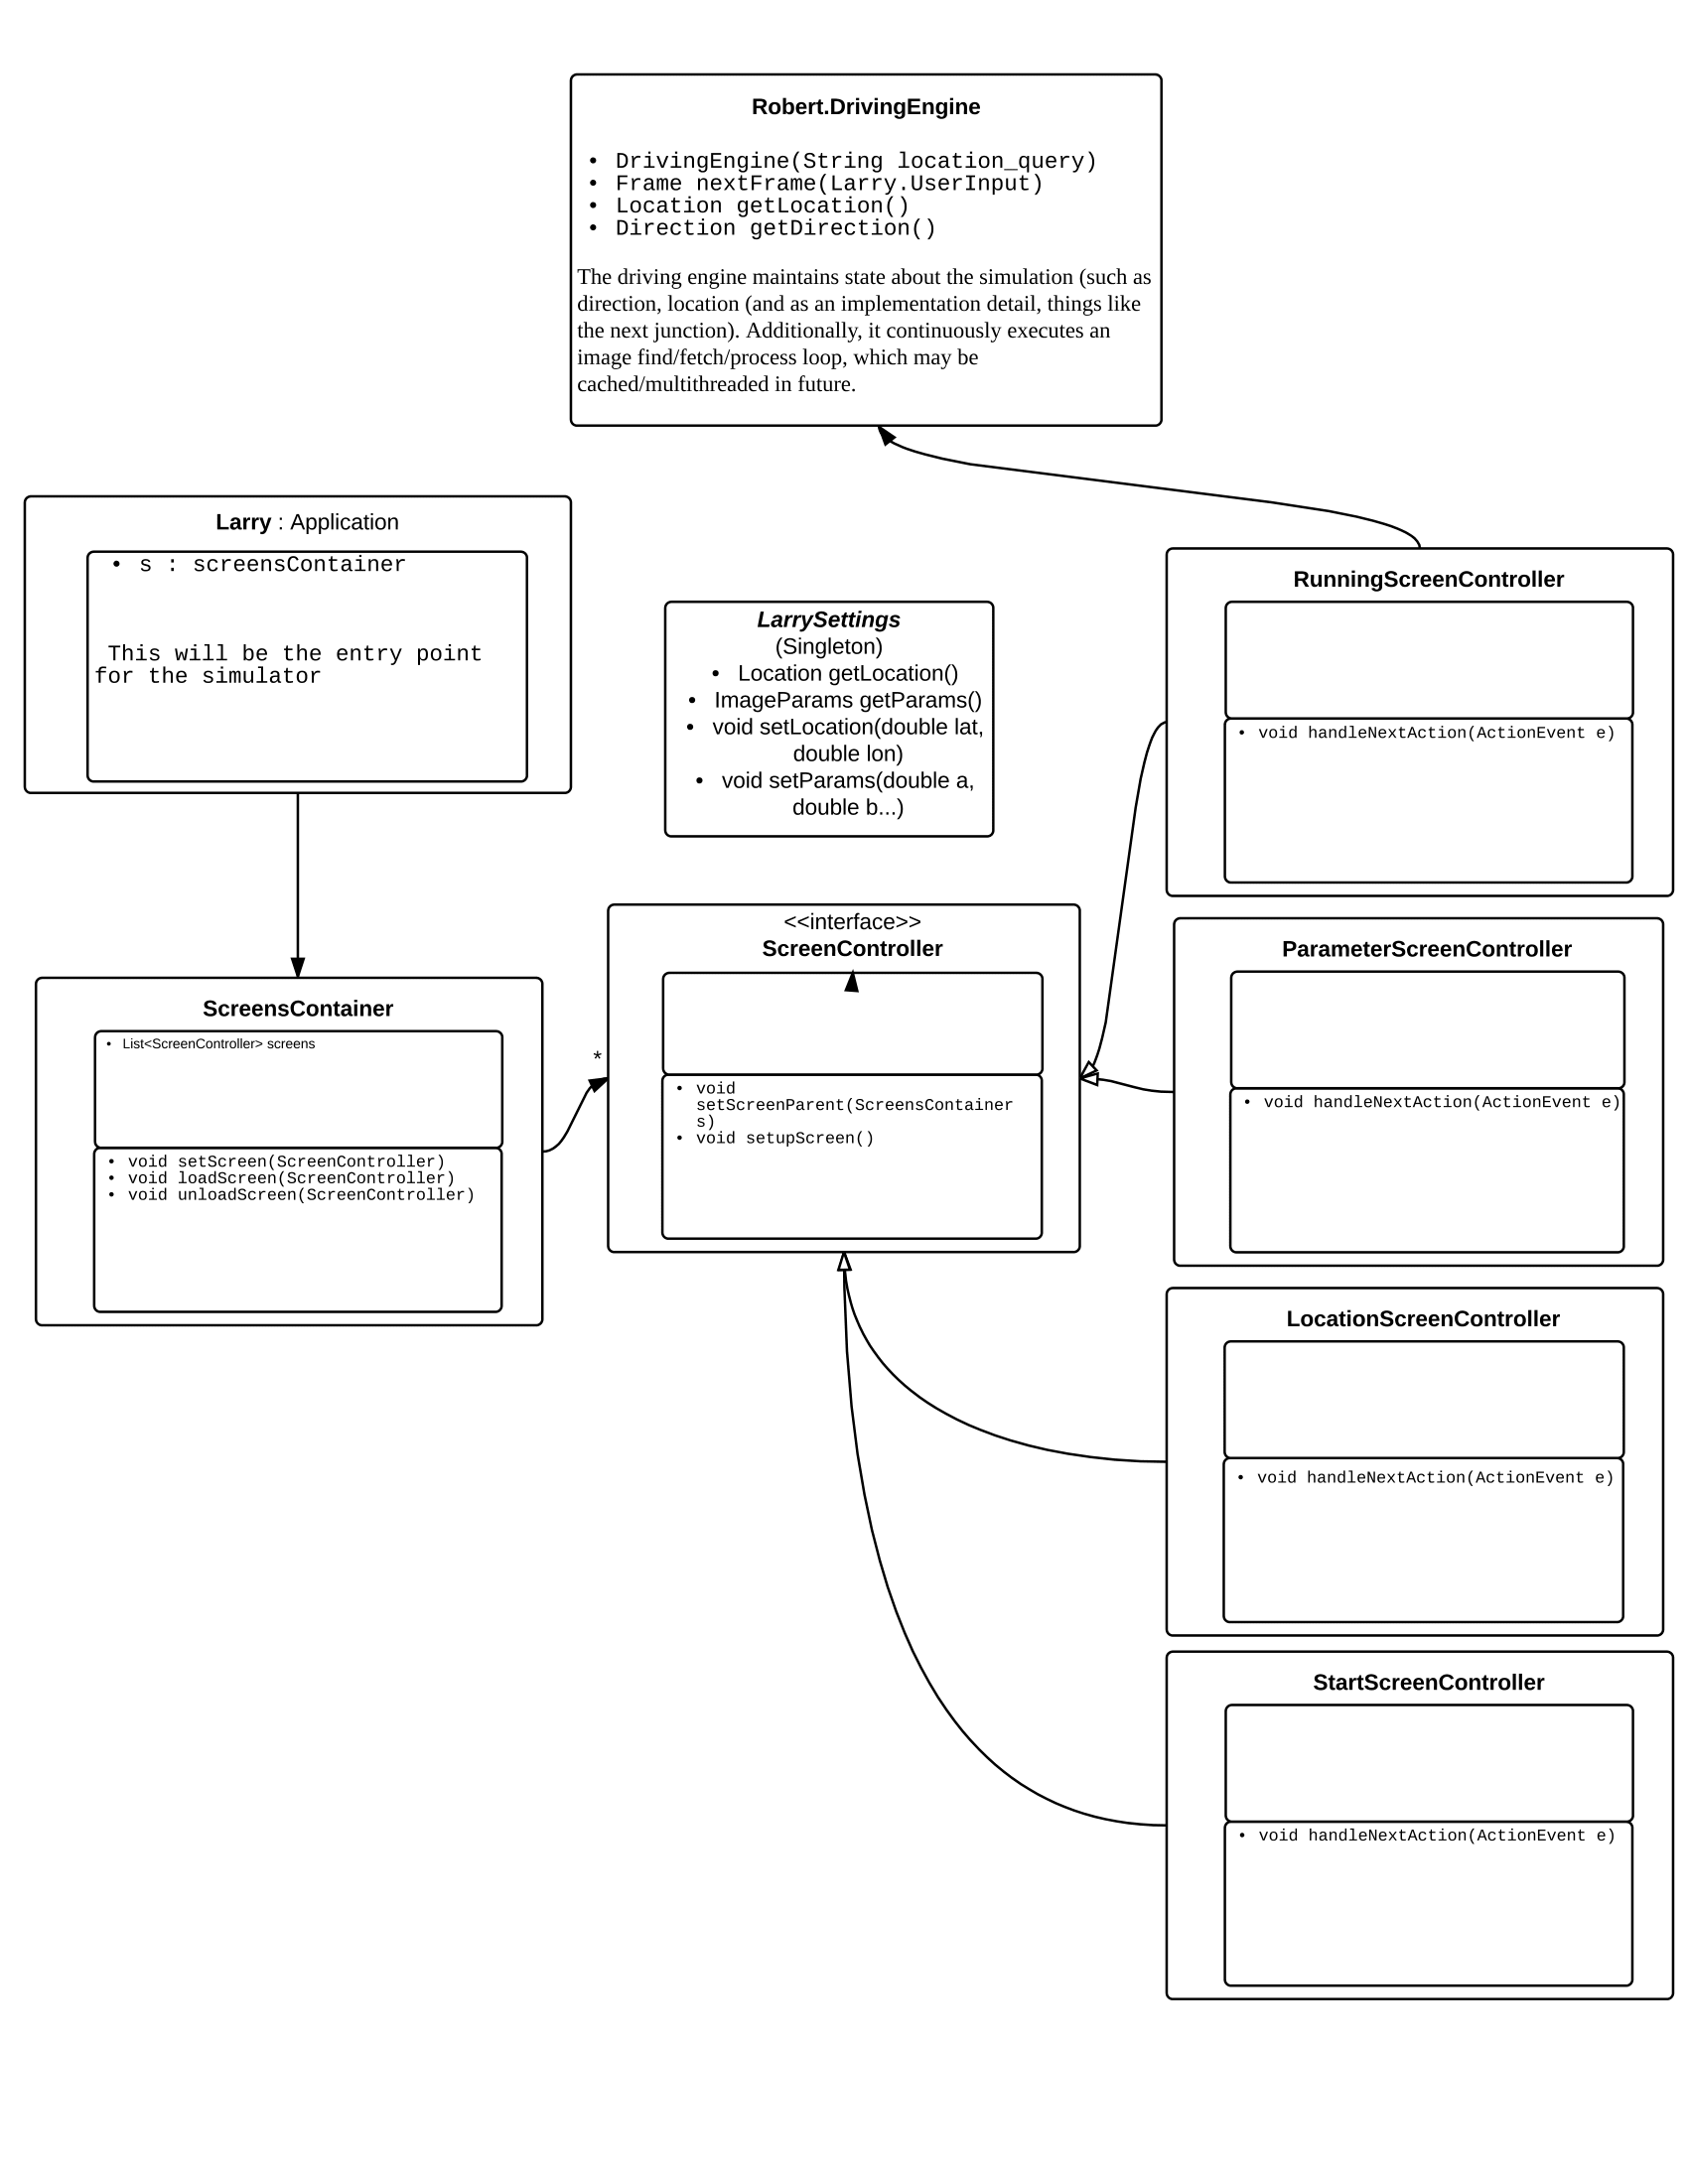 Robert.DrivingEngine
• DrivingEngine(String location_query)
• Frame nextFrame(Larry.UserInput)
• Location getLocation()
• Direction getDirection()
The driving engine maintains state about the simulation (such as
direction, location (and as an implementation detail, things like
the next junction). Additionally, it continuously executes an
image find/fetch/process loop, which may be
cached/multithreaded in future.
Larry : Application
• s : screensContainer
This will be the entry point
for the simulator
LarrySettings
(Singleton)
• Location getLocation()
• ImageParams getParams()
• void setLocation(double lat,
double lon)
• void setParams(double a,
double b...)
RunningScreenController
• void handleNextAction(ActionEvent e)
ScreensContainer
• List<ScreenController> screens
• void setScreen(ScreenController)
• void loadScreen(ScreenController)
• void unloadScreen(ScreenController)
*
<<interface>>
ScreenController
• void
setScreenParent(ScreensContainer
s)
• void setupScreen()
ParameterScreenController
• void handleNextAction(ActionEvent e)
LocationScreenController
• void handleNextAction(ActionEvent e)
StartScreenController
• void handleNextAction(ActionEvent e)